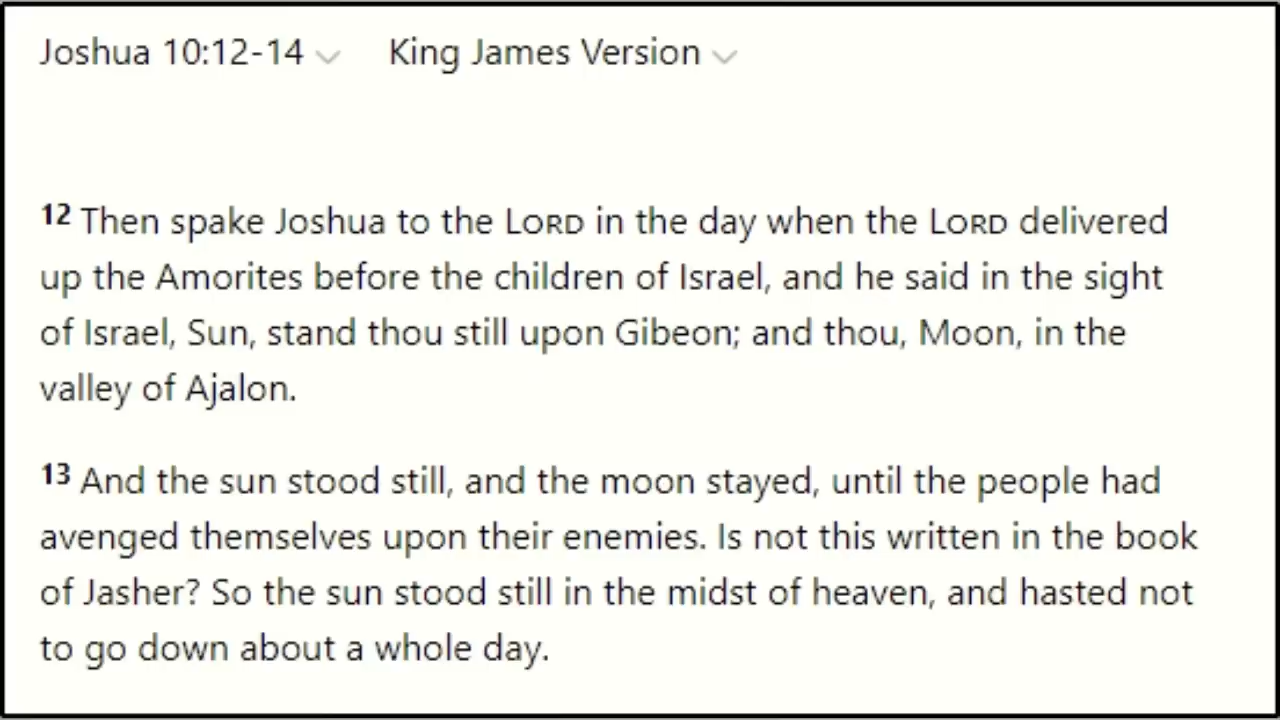 Joshua 10:12-14 King James Version
12 Then spake Joshua to the LORD in the day when the LORD delivered
up the Amorites before the children of Israel, and he said in the sight
of Israel, Sun, stand thou still upon Gibeon; and thou, Moon, in the
valley of Ajalon.
13 And the sun stood still, and the moon stayed, until the people had
avenged themselves upon their enemies. Is not this written in the book
of Jasher? So the sun stood still in the midst of heaven, and hasted not
to go down about a whole day.